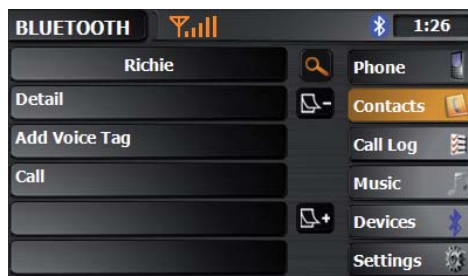 BLUETOOTH 1:26
Richie
Detail
Add Voice Tag
Call
Phone
Contacts
Call Log
Music
Devices
Settings